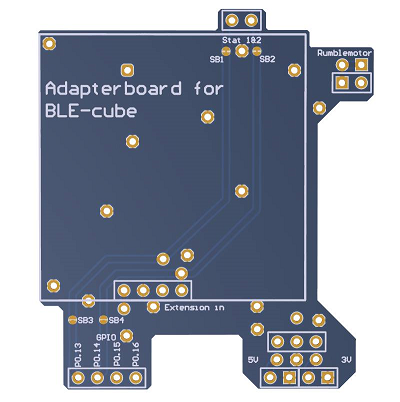 Stat 1&2
SB1
SB2
Rumblemotor
Adapterboard for
BLE-cube
Extension in
SB3
SB4
GPIO
P0.13
P0.14
P0.15
P0.16
5V
3V